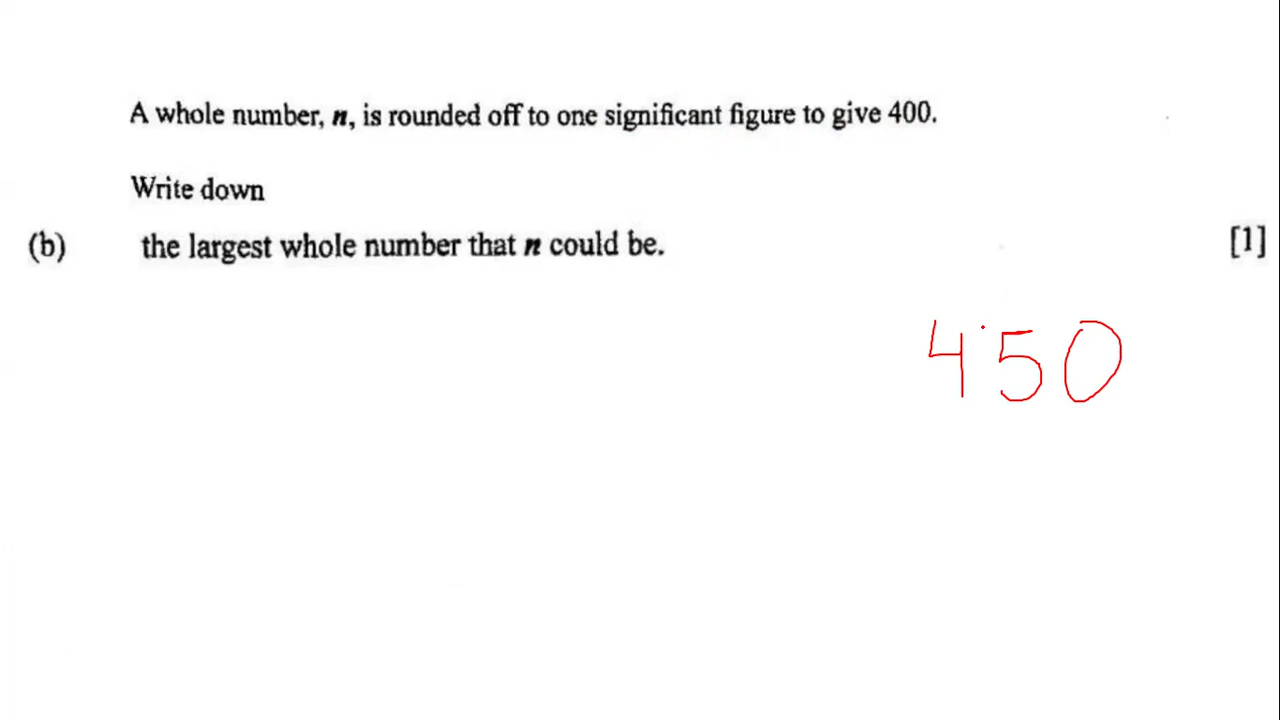 A whole number, n, is rounded off to one significant figure to give 400.
Write down
(b) the largest whole number that n could be. [1]
450